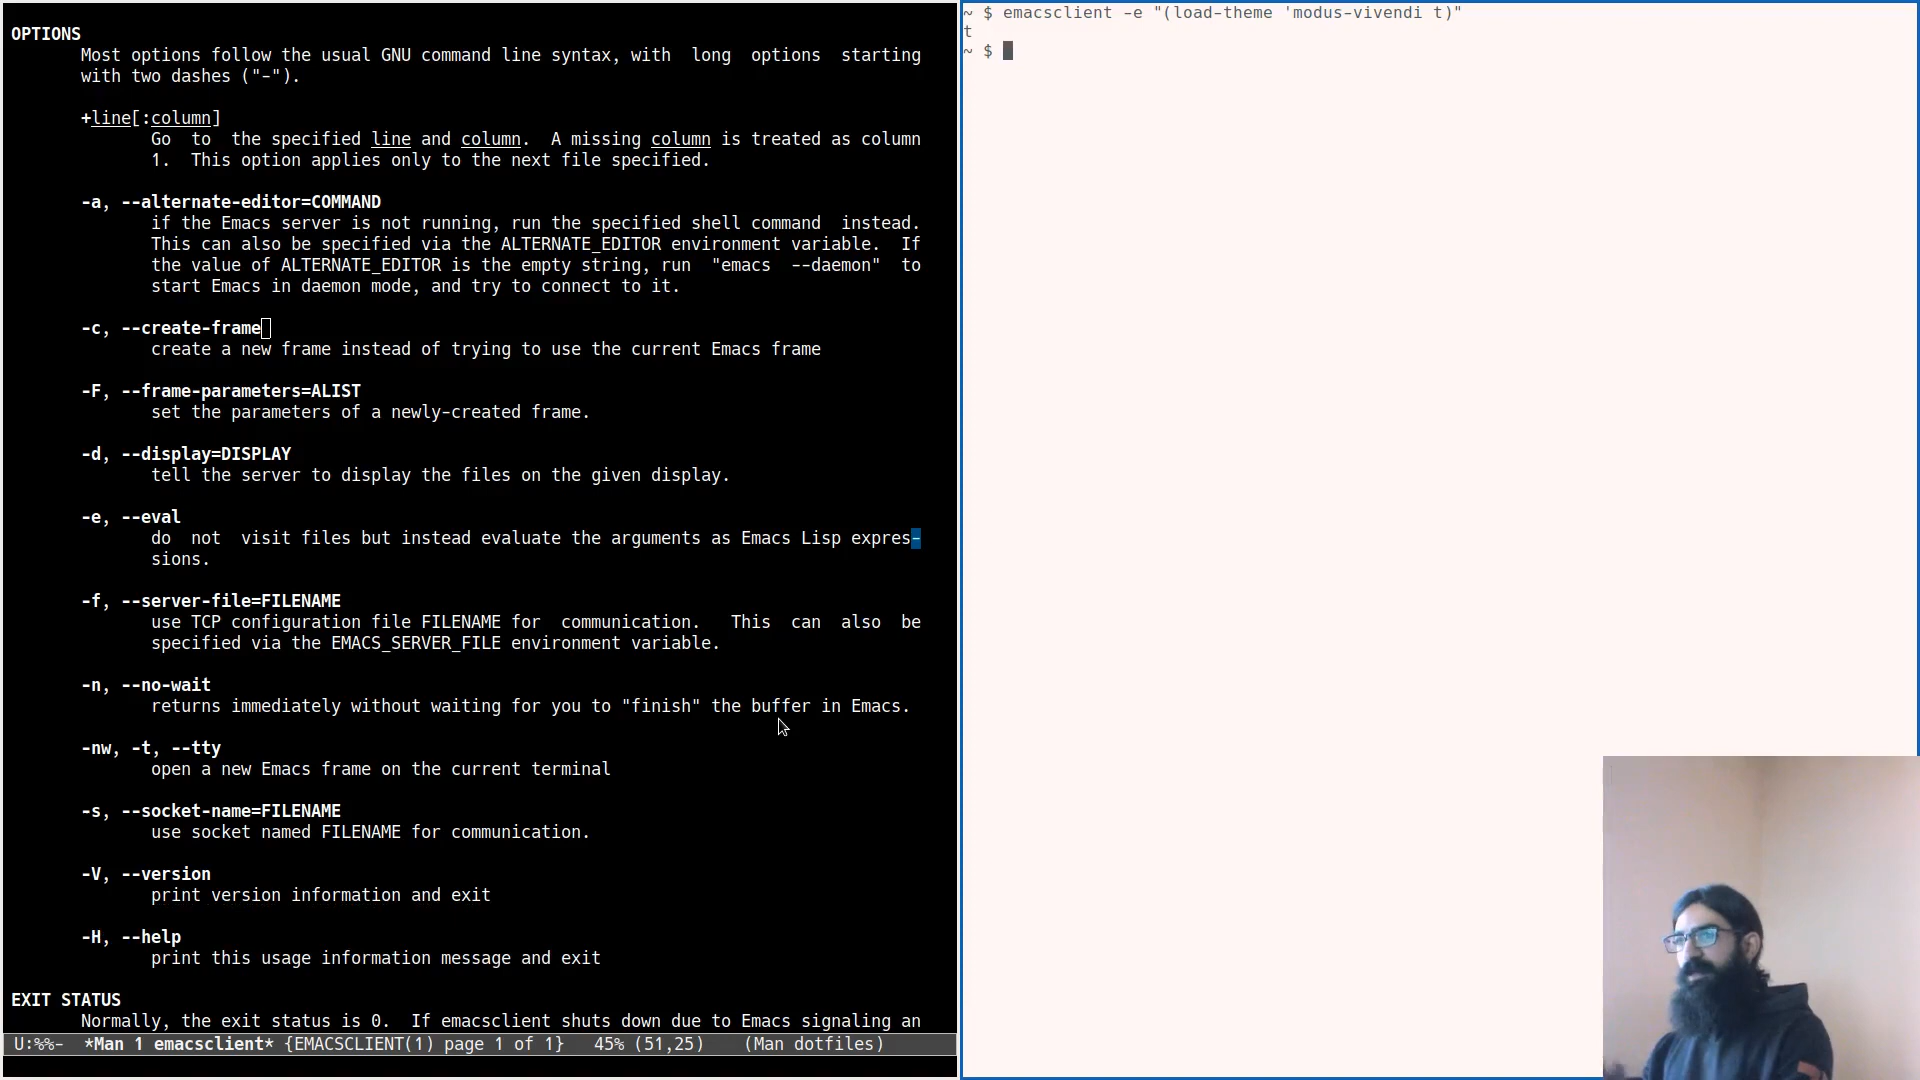 OPTIONS
Most options follow the usual GNU command line syntax, with  long  options  starting
with two dashes ("-").
+line[:column]
Go  to  the specified line and column.  A missing column is treated as column
1.  This option applies only to the next file specified.
-a, --alternate-editor=COMMAND
if the Emacs server is not running, run the specified shell command  instead.
This can also be specified via the ALTERNATE_EDITOR environment variable.  If
the value of ALTERNATE_EDITOR is the empty string, run  "emacs  --daemon"  to
start Emacs in daemon mode, and try to connect to it.
-c, --create-frame
create a new frame instead of trying to use the current Emacs frame
-F, --frame-parameters=ALIST
set the parameters of a newly-created frame.
-d, --display=DISPLAY
tell the server to display the files on the given display.
-e, --eval
do  not  visit files but instead evaluate the arguments as Emacs Lisp expres-
sions.
-f, --server-file=FILENAME
use TCP configuration file FILENAME for  communication.   This  can  also  be
specified via the EMACS_SERVER_FILE environment variable.
-n, --no-wait
returns immediately without waiting for you to "finish" the buffer in Emacs.
-nw, -t, --tty
open a new Emacs frame on the current terminal
-s, --socket-name=FILENAME
use socket named FILENAME for communication.
-V, --version
print version information and exit
-H, --help
print this usage information message and exit
EXIT STATUS
Normally, the exit status is 0.  If emacsclient shuts down due to Emacs signaling an
U:%%-  *Man 1 emacsclient* {EMACSCLIENT(1) page 1 of 1}   45% (51,25)    (Man dotfiles)
~ $ emacsclient -e "(load-theme 'modus-vivendi t)"
t
~ $